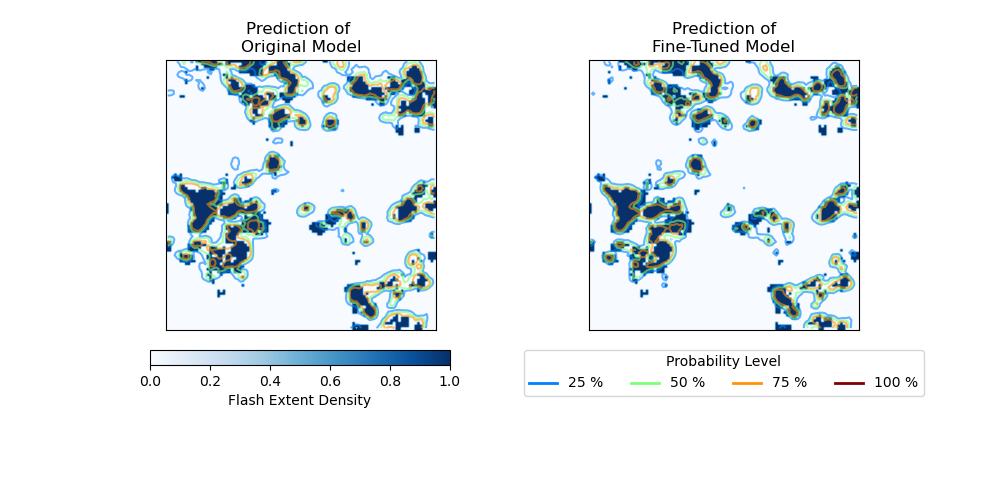 Prediction of
Original Model
Prediction of
Fine-Tuned Model
0.0 0.2 0.4 0.6 0.8 1.0
Flash Extent Density
Probability Level
25 % 50 % 75 % 100 %